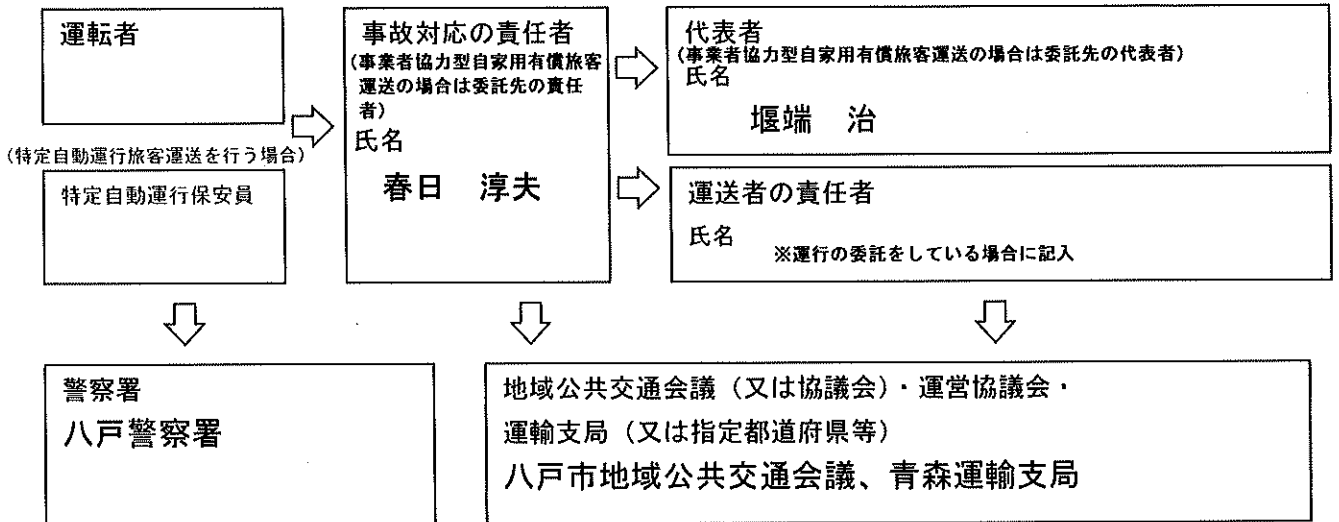 運転者
(特定自動運行旅客運送を行う場合)
特定自動運行保安員
事故対応の責任者
(事業者協力型自家用有償旅客
運送の場合は委託先の責任
者)
氏名
春日　淳夫
代表者
(事業者協力型自家用有償旅客運送の場合は委託先の代表者)
氏名
堰端　治
運送者の責任者
氏名
※運行の委託をしている場合に記入
警察署
八戸警察署
地域公共交通会議（又は協議会）・運営協議会・
運輸支局（又は指定都道府県等）
八戸市地域公共交通会議、青森運輸支局